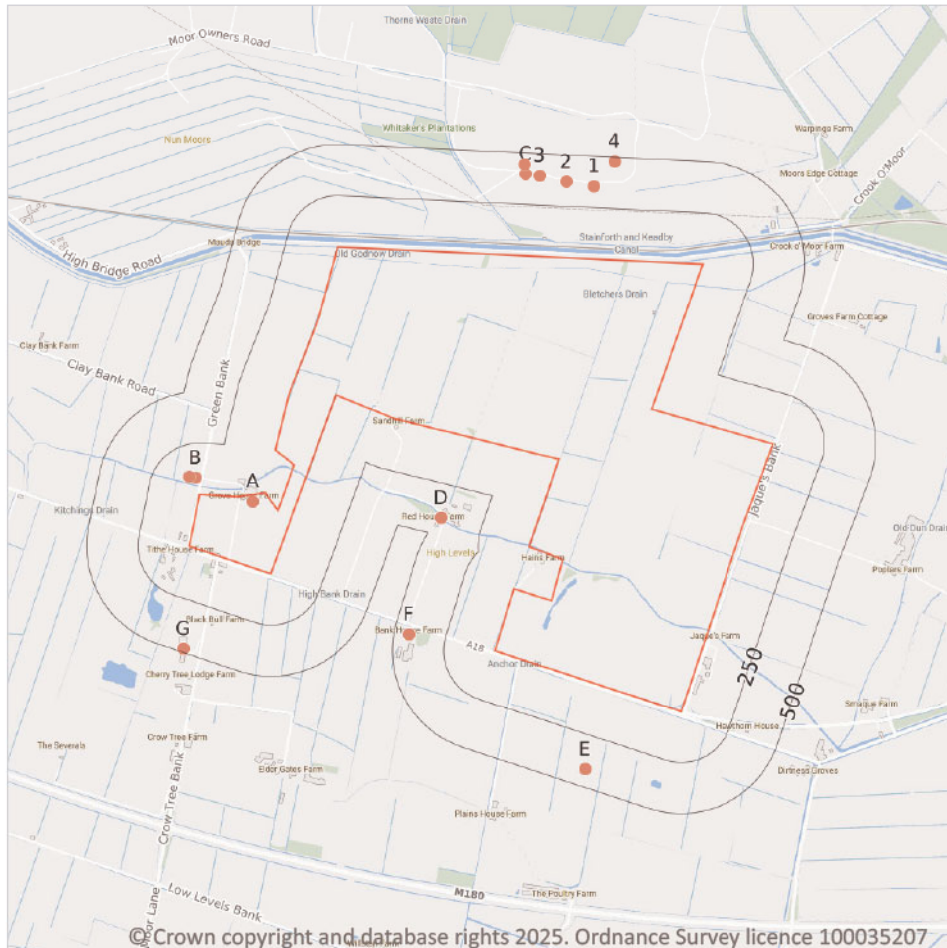 Thorne Waste Drain
Moor Owners Road
Whitaker's Plantations
Nun Moors
Warpings Farm
C 3 2 1 4
Moors Edge Cottage
Crook O'Moor
High Bridge Road
Mauds Bridge
Old Godnow Drain
Stainforth and Keadby
Canal
Crook o' Moor Farm
Bletchers Drain
Groves Farm Cottage
Clay Bank Farm
Clay Bank Road
Green Bank
Sandhill Farm
Jaque's Bank
B
A
Grove House Farm
Kitchings Drain
D
Red House Farm
Old Dun Drain
Tithe House Farm
High Levels
Hains Farm
Poplars Farm
High Bank Drain
Black Bull Farm
F
Bank House Farm
A18
Jaque's Farm
G
Anchor Drain
250
500
Cherry Tree Lodge Farm
Smaque Farm
Hawthorn House
Crow Tree Farm
The Severals
Elder Gates Farm
E
Dirtness Groves
Crow Tree Bank
Plains House Farm
M180
The Poultry Farm
Low Levels Bank
Moor Lane
© Crown copyright and database rights 2025. Ordnance Survey licence 100035207